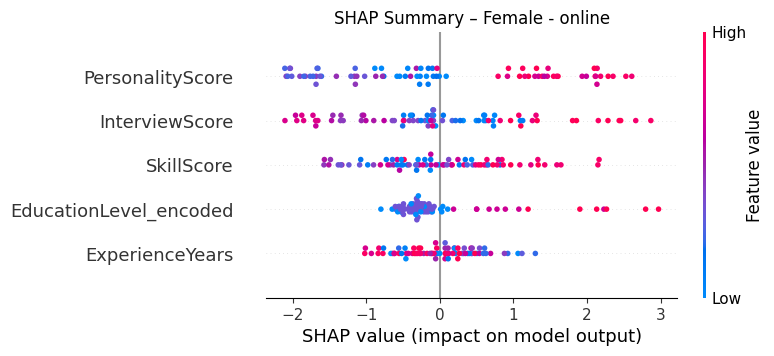 SHAP Summary – Female - online
High
PersonalityScore
InterviewScore
SkillScore
EducationLevel_encoded
ExperienceYears
Feature value
Low
−2
−1
0
1
2
3
SHAP value (impact on model output)